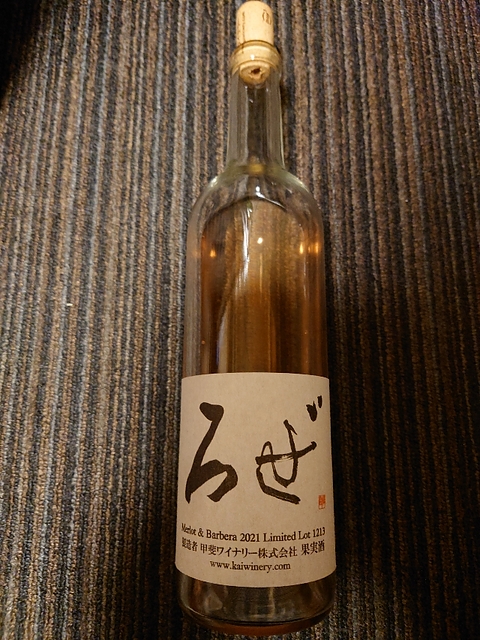 ろぜ
Merlot & Barbera 2021 Limited Lot 1213
製造者 甲斐ワイナリー株式会社 果実酒
www.kaiwinery.com